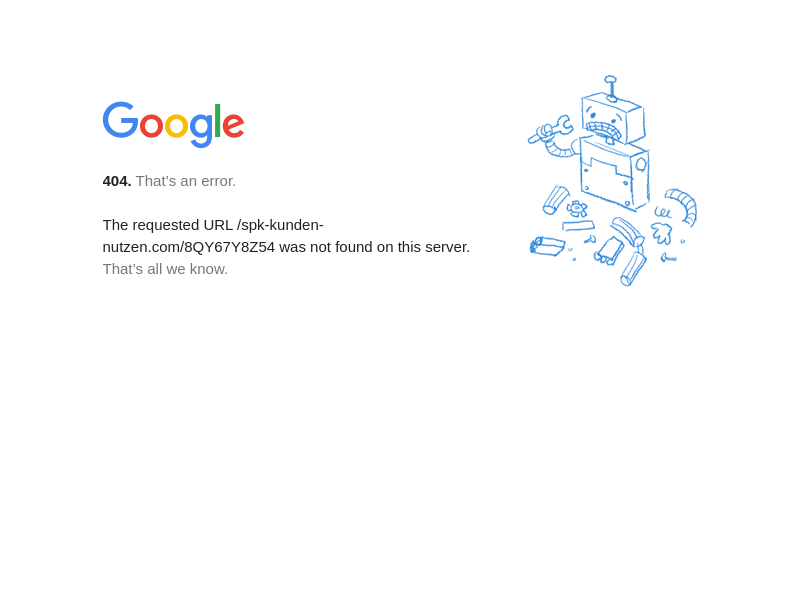 Google
404. That’s an error.
The requested URL /spk-kunden-
nutzen.com/8QY67Y8Z54 was not found on this server.
That’s all we know.